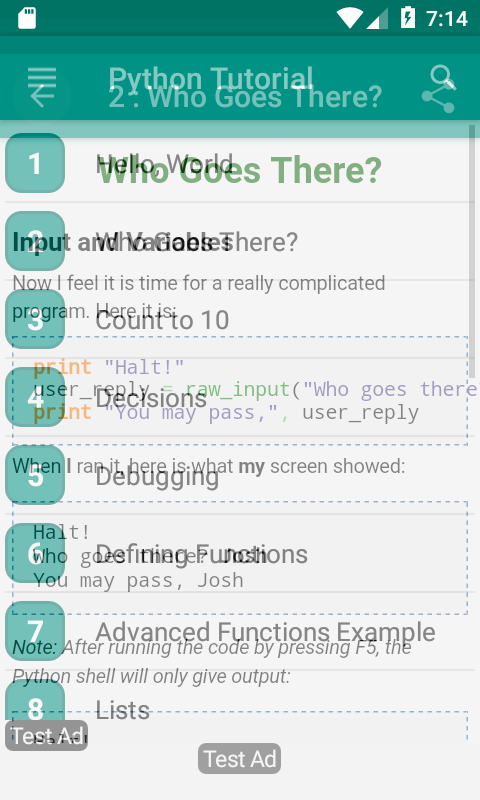 7:14
Python Tutorial
2 : Who Goes There?
1 Hello, World
Who Goes There?
2 Who Goes There?
Input and Variables
Now I feel it is time for a really complicated
program. Here it is:
3 Count to 10
print "Halt!"
user_reply = raw_input("Who goes there
4 Decisions
print "You may pass,", user_reply
When I ran it, here is what my screen showed:
5 Debugging
Halt!
6 Defining Functions
Who goes there? Josh
You may pass, Josh
7 Advanced Functions Example
Note: After running the code by pressing F5, the
Python shell will only give output:
8 Lists
Test Ad
Test Ad